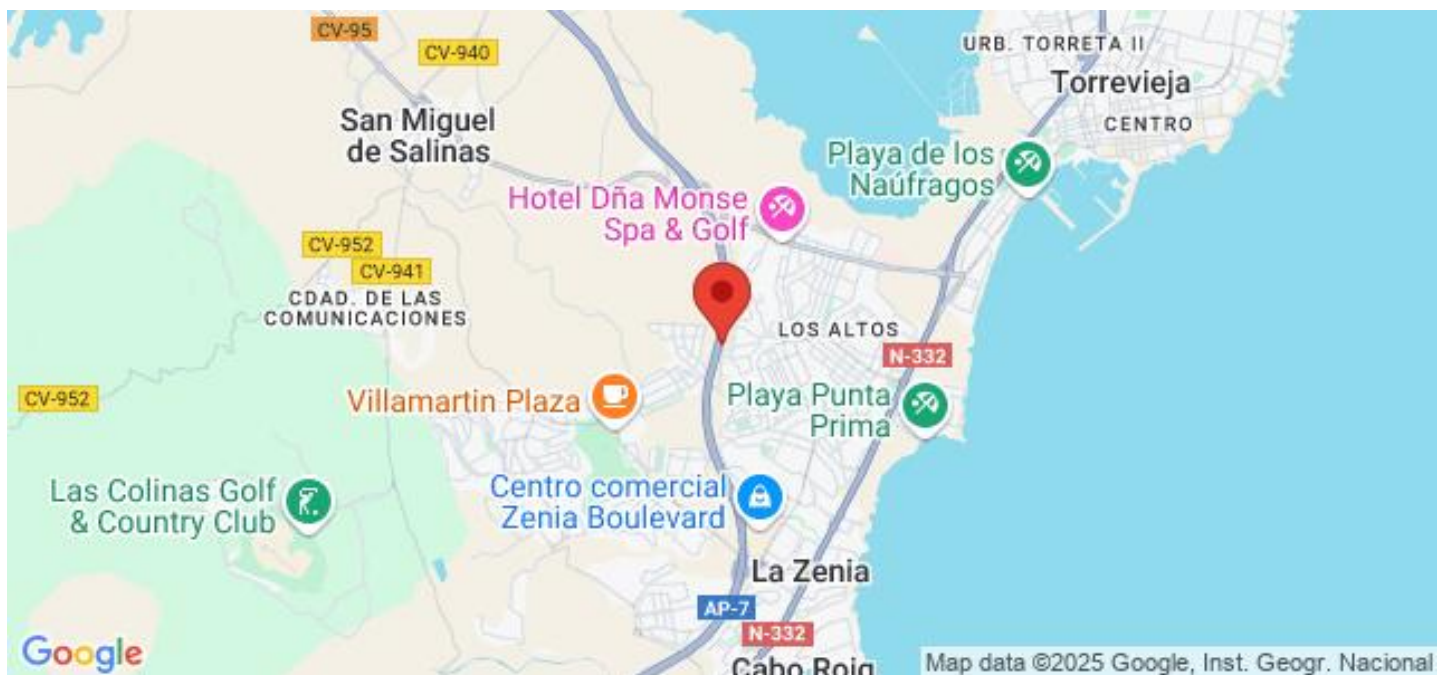 CV-95
CV-940
URB. TORRETA II
Torrevieja
CENTRO
San Miguel
de Salinas
Playa de los
Naúfragos
Hotel Dña Monse
Spa & Golf
CV-952
CV-941
CDAD. DE LAS
COMUNICACIONES
LOS ALTOS
N-332
CV-952
Villamartin Plaza
Playa Punta
Prima
Las Colinas Golf
& Country Club
Centro comercial
Zenia Boulevard
La Zenia
AP-7
N-332
Cabo Roig
Google
Map data ©2025 Google, Inst. Geogr. Nacional